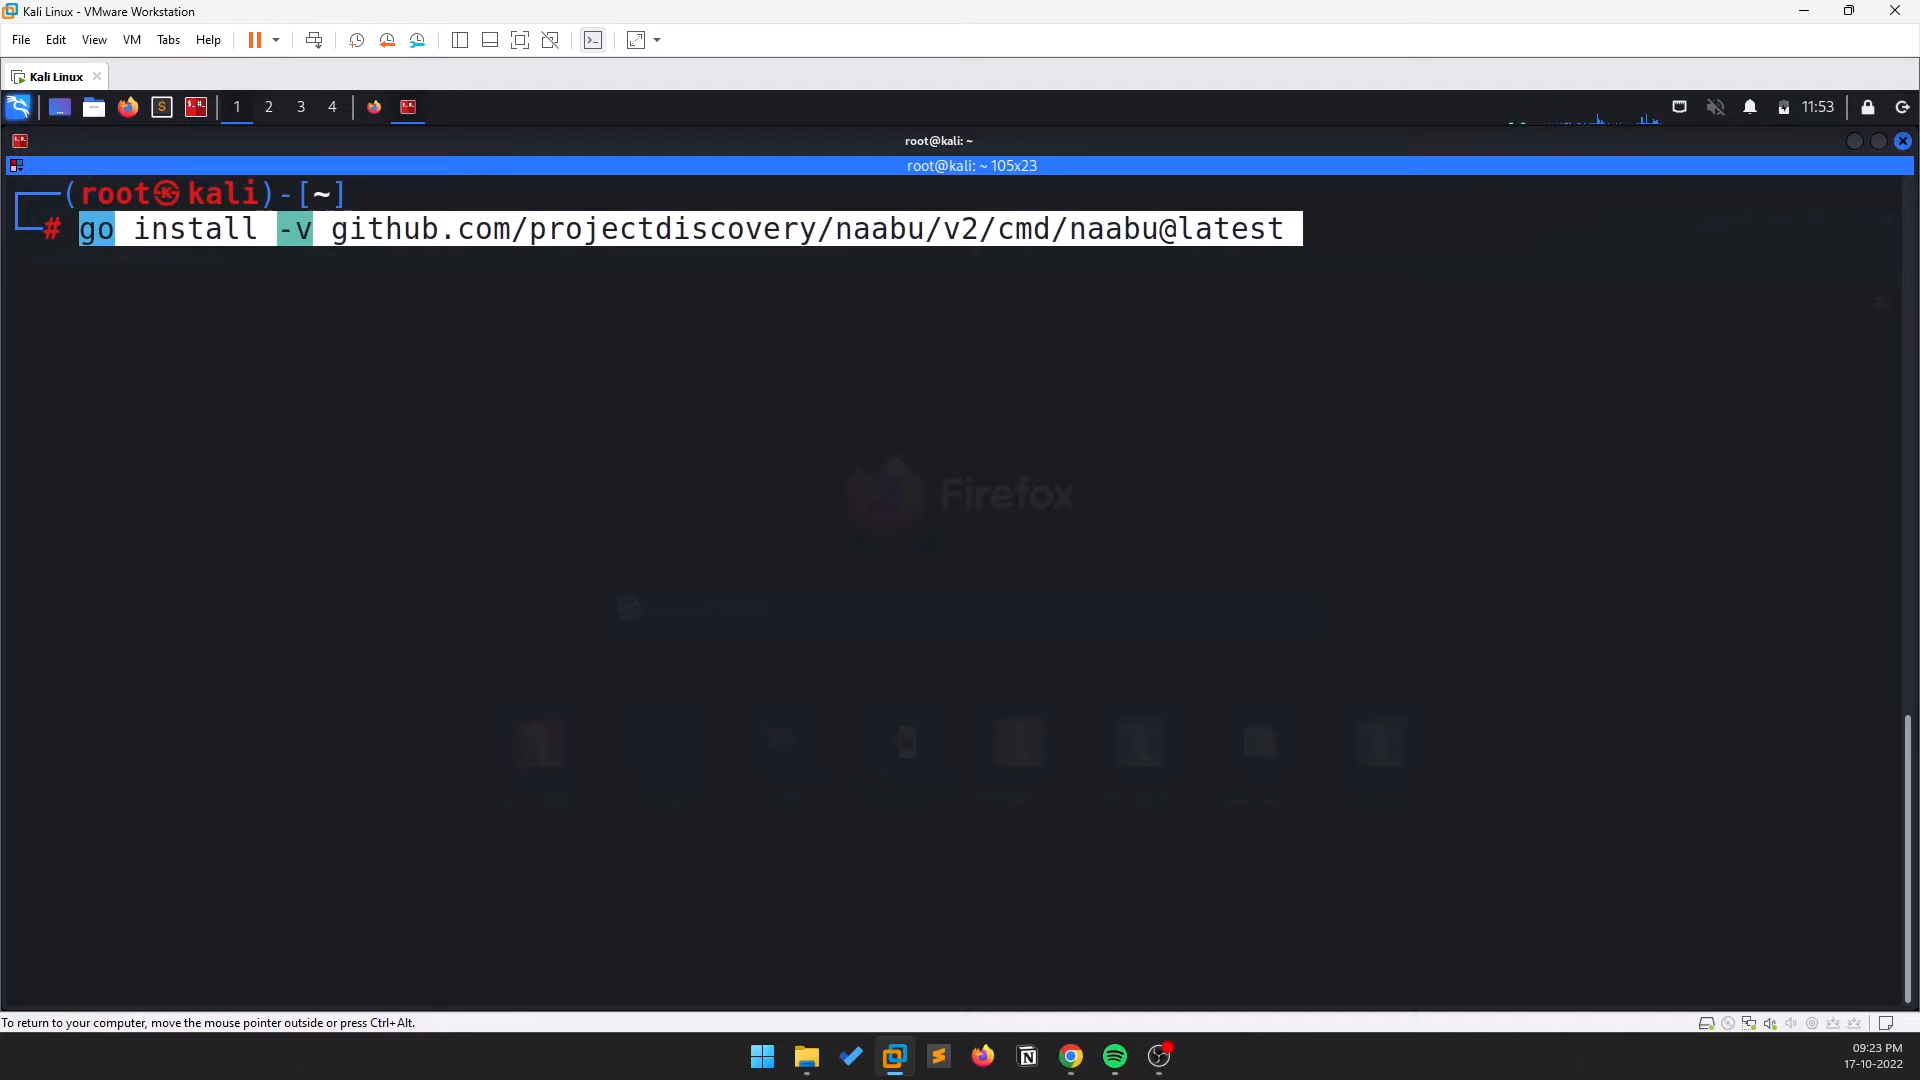 Kali Linux - VMware Workstation
File Edit View VM Tabs Help
Kali Linux
1 2 3 4
11:53
root@kali: ~
root@kali: ~ 105x23
(root㉿kali)-[~]
# go install -v github.com/projectdiscovery/naabu/v2/cmd/naabu@latest
Firefox
To return to your computer, move the mouse pointer outside or press Ctrl+Alt.
09:23 PM
17-10-2022